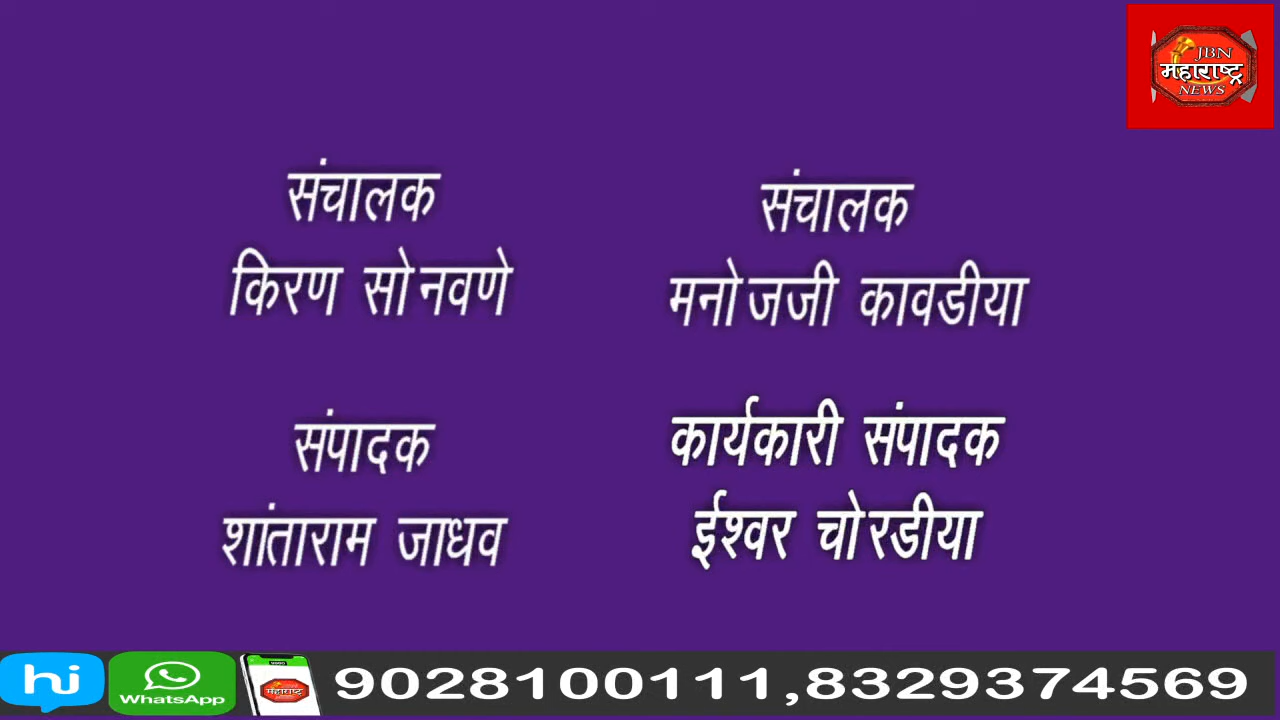 JBN
महाराष्ट्र
NEWS
संचालक
किरण सोनवणे
संचालक
मनोजजी कावडीया
संपादक
शांताराम जाधव
कार्यकारी संपादक
ईश्वर चोरडीया
hi
WhatsApp
महाराष्ट्र
9028100111,8329374569